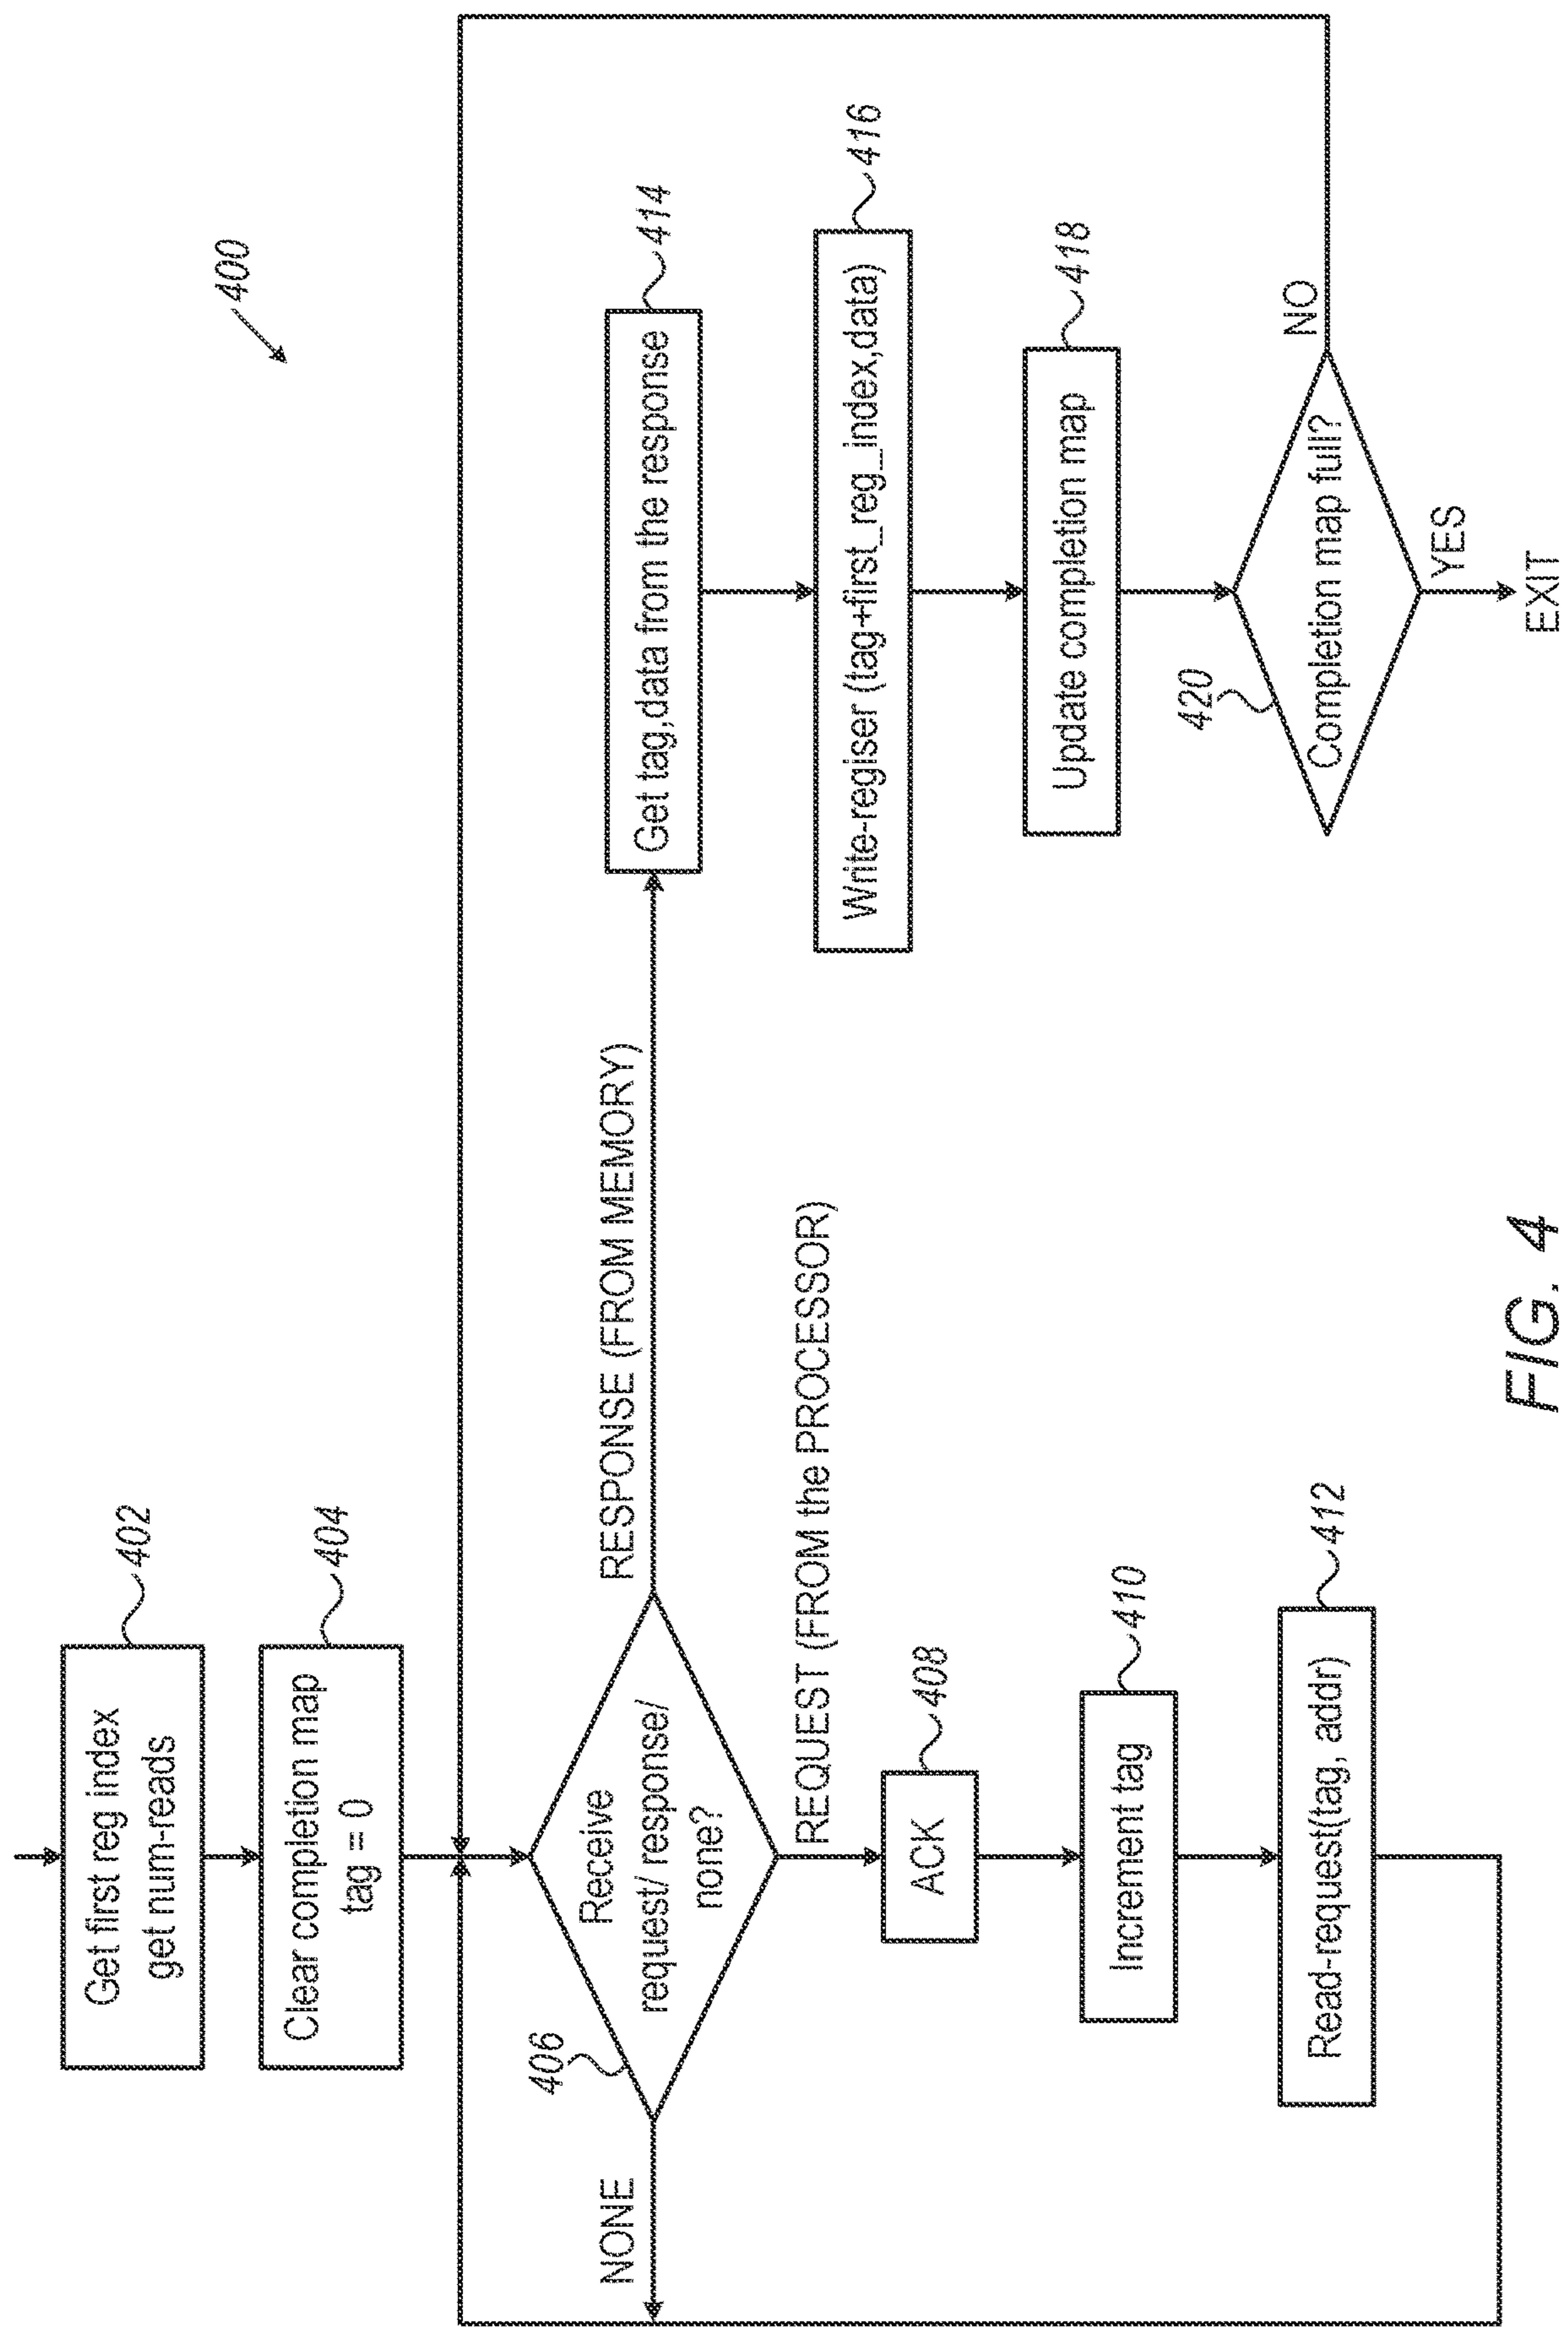 400
Get first reg index
get num-reads
402
Clear completion map
tag = 0
404
406
Receive
request/ response/
none?
NONE
RESPONSE (FROM MEMORY)
REQUEST (FROM the PROCESSOR)
ACK
408
Increment tag
410
Read-request(tag, addr)
412
Get tag,data from the response
414
Write-regiser (tag+first_reg_index,data)
416
Update completion map
418
420
Completion map full?
NO
YES
EXIT
FIG. 4